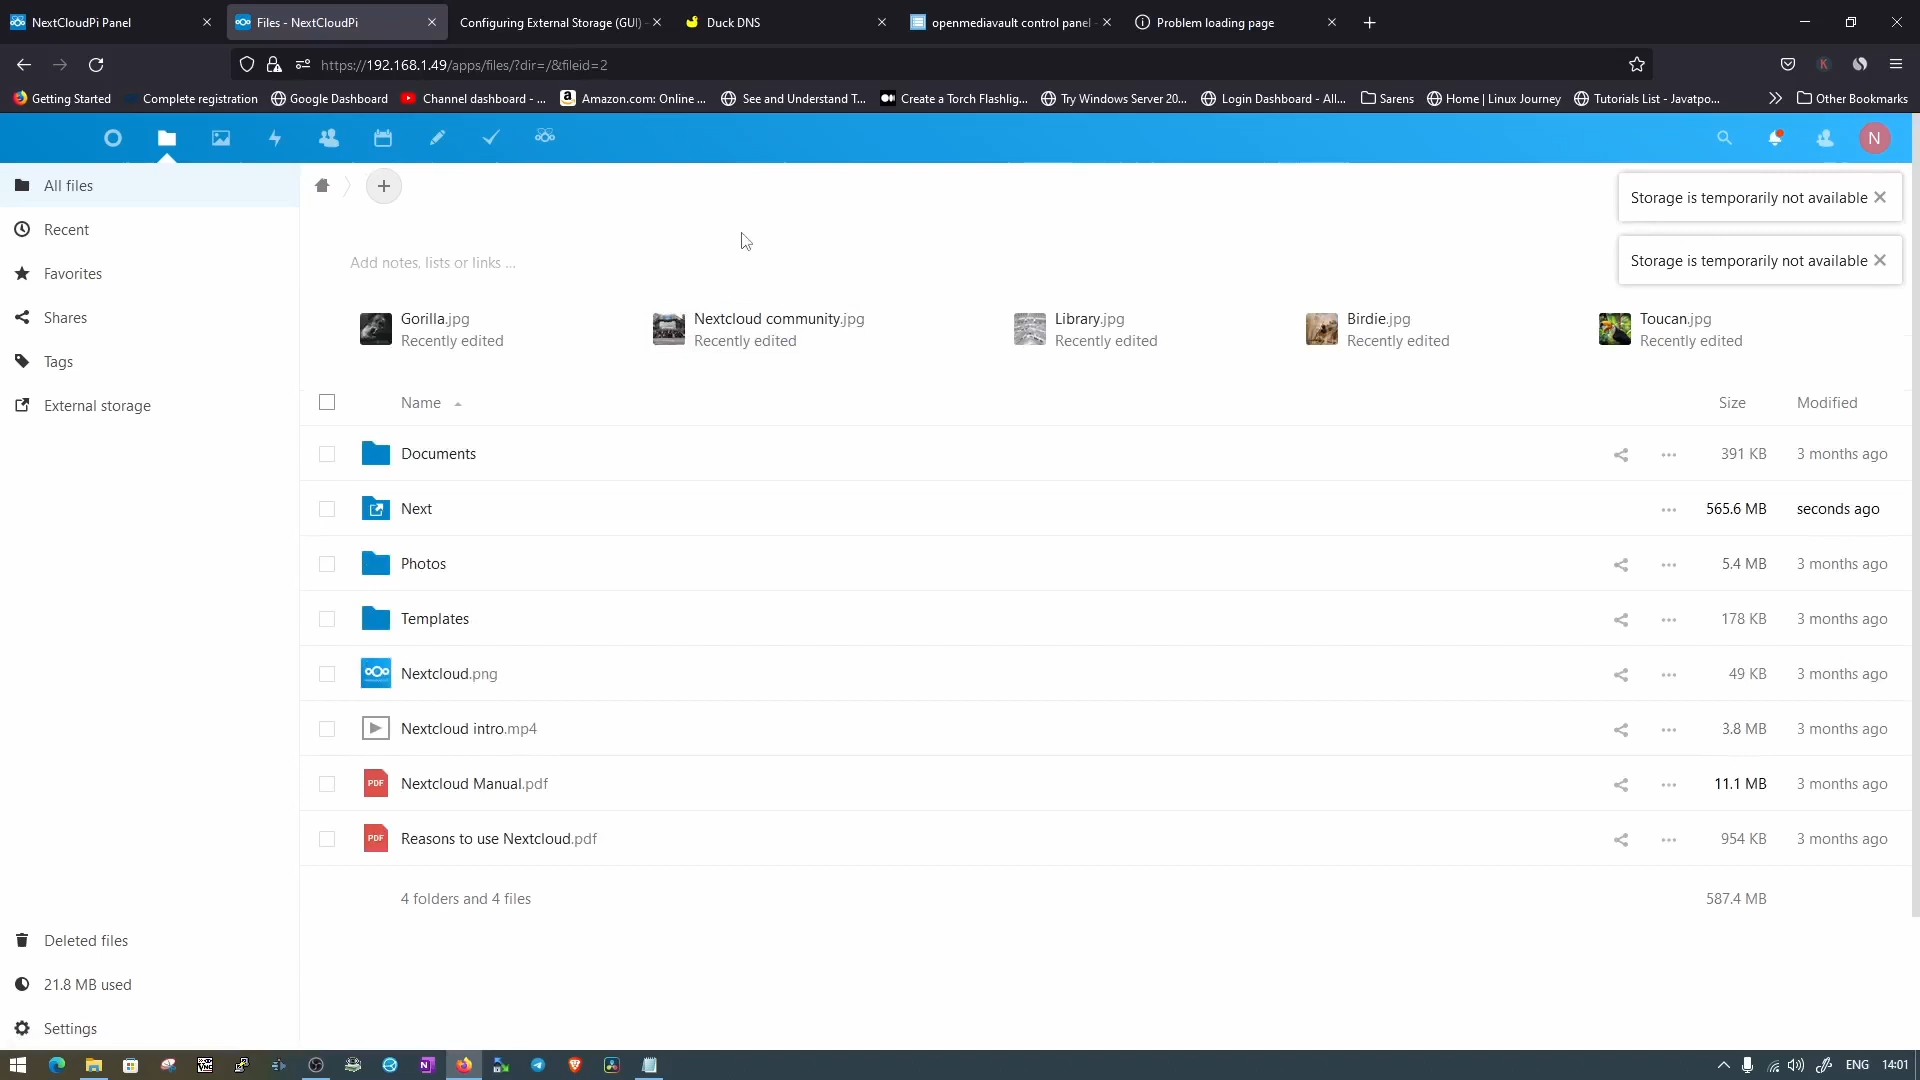 NextCloudPi Panel
Files - NextCloudPi
Configuring External Storage (GUI) -
Duck DNS
openmediavault control panel -
Problem loading page
https://192.168.1.49/apps/files/?dir=/&fileid=2
Getting Started
Complete registration
Google Dashboard
Channel dashboard - ...
Amazon.com: Online ...
See and Understand T...
Create a Torch Flashlig...
Try Windows Server 20...
Login Dashboard - All...
Sarens
Home | Linux Journey
Tutorials List - Javatpo...
Other Bookmarks
N
All files
Recent
Favorites
Shares
Tags
External storage
Storage is temporarily not available
Storage is temporarily not available
Add notes, lists or links ...
Gorilla.jpg
Recently edited
Nextcloud community.jpg
Recently edited
Library.jpg
Recently edited
Birdie.jpg
Recently edited
Toucan.jpg
Recently edited
Name Size Modified
Documents 391 KB 3 months ago
Next 565.6 MB seconds ago
Photos 5.4 MB 3 months ago
Templates 178 KB 3 months ago
Nextcloud.png 49 KB 3 months ago
Nextcloud intro.mp4 3.8 MB 3 months ago
PDF Nextcloud Manual.pdf 11.1 MB 3 months ago
PDF Reasons to use Nextcloud.pdf 954 KB 3 months ago
4 folders and 4 files 587.4 MB
Deleted files
21.8 MB used
Settings
ENG 14:01